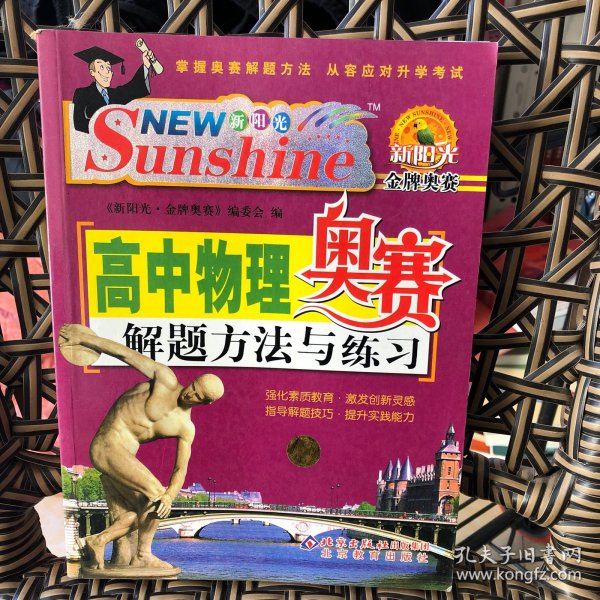 掌握奥赛解题方法 从容应对升学考试
NEW 新阳光 TM
Sunshine
NEW SUNSHINE
新阳光
金牌奥赛
《新阳光·金牌奥赛》编委会 编
高中物理奥赛
解题方法与练习
强化素质教育·激发创新灵感
指导解题技巧·提升实践能力
北京出版社出版集团
北京教育出版社
孔夫子旧书网
www.kongfz.com